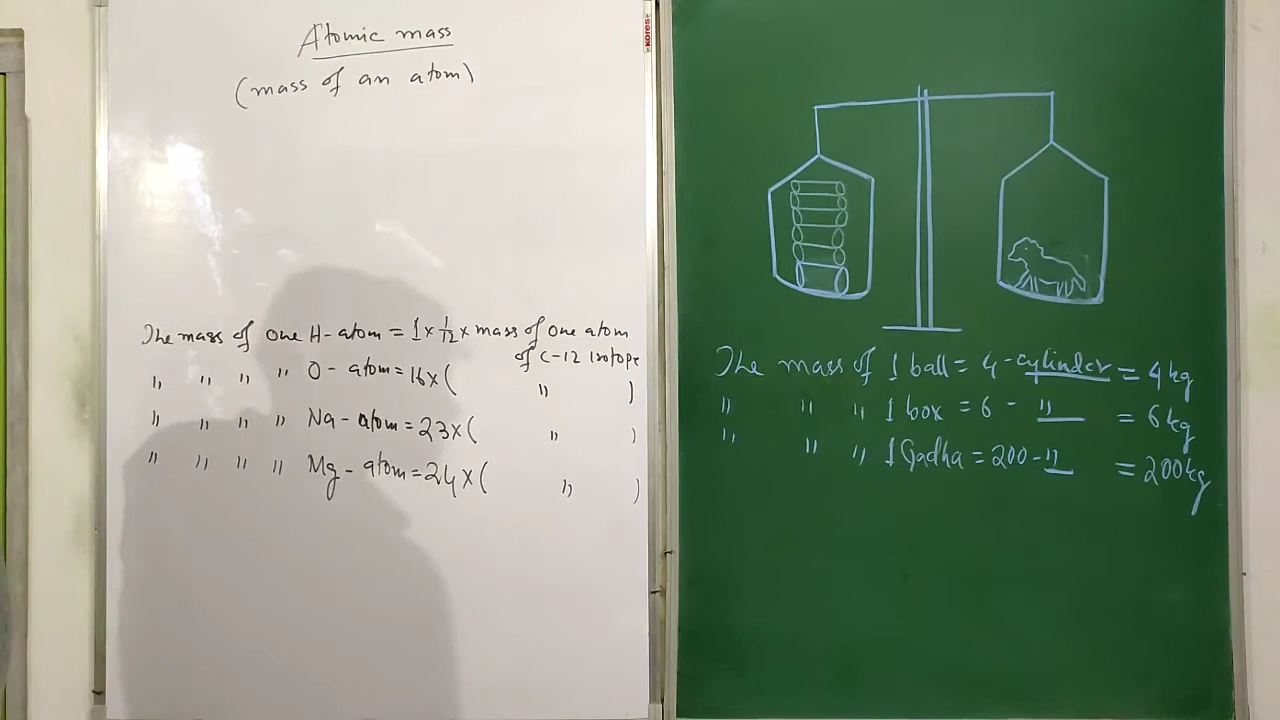 Atomic mass
(mass of an atom)
KORES
The mass of one H-atom = 1 × 1/12 × mass of one atom
of C-12 isotope
" " " " O - atom = 16 × ( " )
" " " " Na - atom = 23 × ( " )
" " " " Mg - atom = 24 × ( " )
The mass of 1 ball = 4 - cylinder = 4 kg
" " " 1 box = 6 - " = 6 kg
" " " 1 Gadha = 200 - " = 200 kg